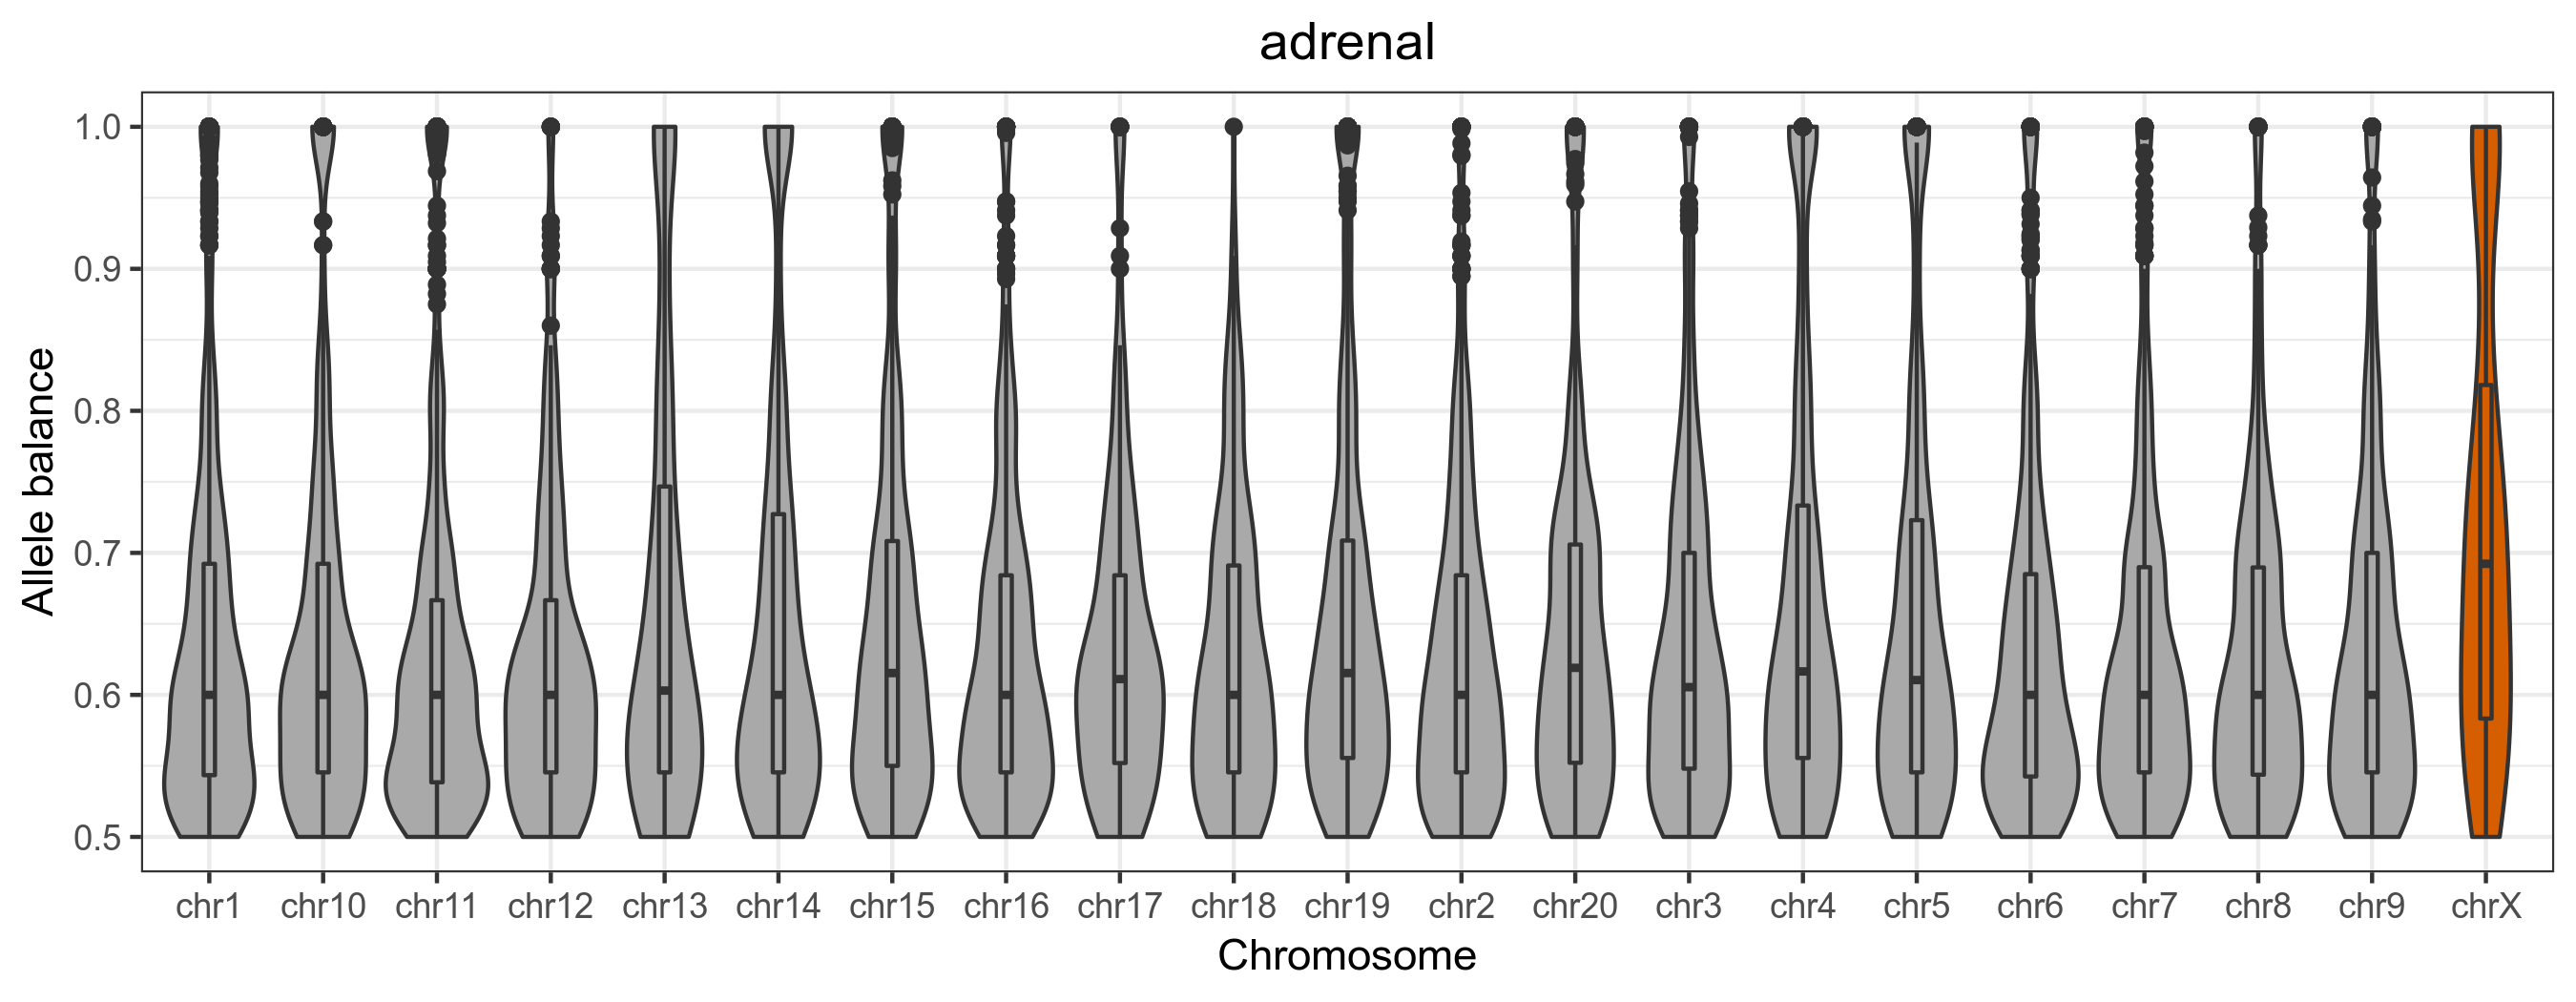 adrenal
Allele balance
1.0
0.9
0.8
0.7
0.6
0.5
chr1 chr10 chr11 chr12 chr13 chr14 chr15 chr16 chr17 chr18 chr19 chr2 chr20 chr3 chr4 chr5 chr6 chr7 chr8 chr9 chrX
Chromosome